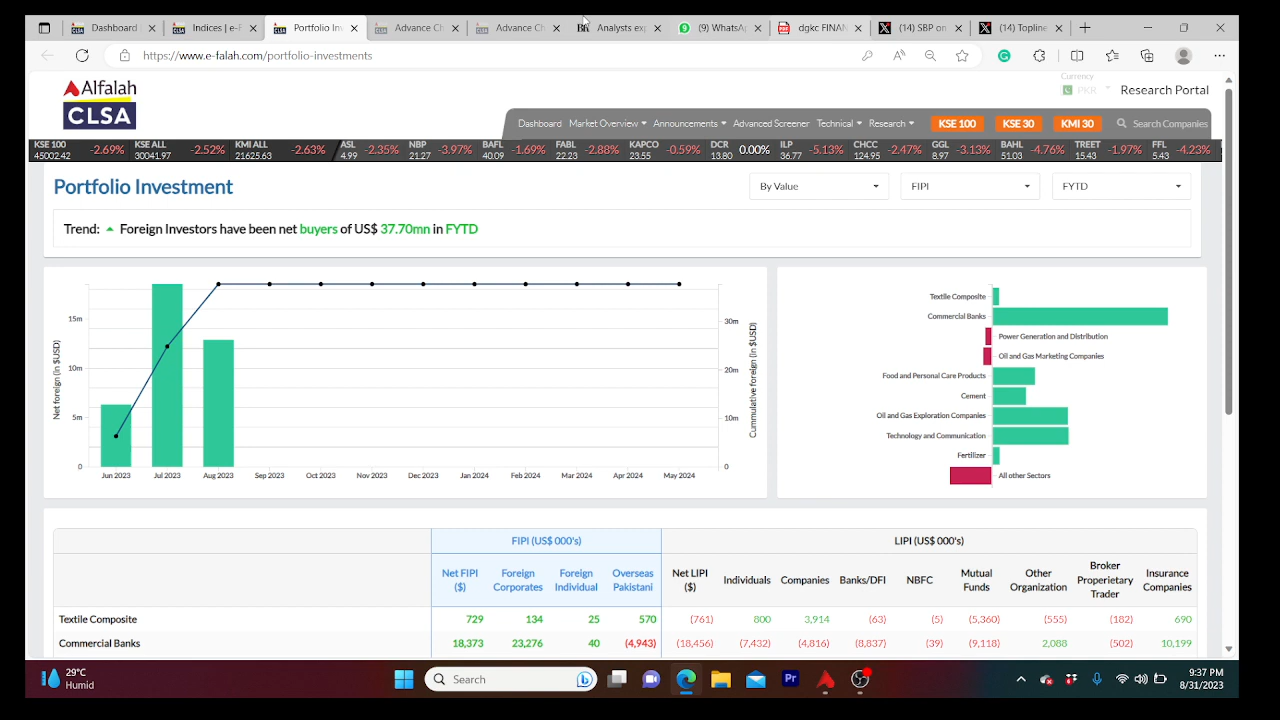 Dashboard
Indices | e-F
Portfolio Invest
Advance Ch
Advance Ch
BR Analysts exp
(9) WhatsA
dgkc FINAN
(14) SBP on
(14) Topline
https://www.e-falah.com/portfolio-investments
Alfalah
CLSA
Currency
PKR
Research Portal
Dashboard Market Overview Announcements Advanced Screener Technical Research KSE 100 KSE 30 KMI 30 Search Companies
KSE 100 45002.42 -2.69%
KSE ALL 30041.97 -2.52%
KMI ALL 21625.63 -2.63%
ASL 4.99 -2.35%
NBP 21.27 -3.97%
BAFL 40.09 -1.69%
FABL 22.23 -2.88%
KAPCO 23.55 -0.59%
DCR 13.80 0.00%
ILP 36.77 -5.13%
CHCC 124.95 -2.47%
GGL 8.97 -3.13%
BAHL 51.03 -4.76%
TREET 15.43 -1.97%
FFL 5.43 -4.23%
Portfolio Investment
By Value
FIPI
FYTD
Trend: Foreign Investors have been net buyers of US$ 37.70mn in FYTD
Net foreign (in $USD)
15m
10m
5m
0
Jun 2023 Jul 2023 Aug 2023 Sep 2023 Oct 2023 Nov 2023 Dec 2023 Jan 2024 Feb 2024 Mar 2024 Apr 2024 May 2024
30m
20m
10m
0
Cummulative foreign (in $USD)
Textile Composite
Commercial Banks
Power Generation and Distribution
Oil and Gas Marketing Companies
Food and Personal Care Products
Cement
Oil and Gas Exploration Companies
Technology and Communication
Fertilizer
All other Sectors
FIPI (US$ 000's) LIPI (US$ 000's)
Net FIPI ($) Foreign Corporates Foreign Individual Overseas Pakistani Net LIPI ($) Individuals Companies Banks/DFI NBFC Mutual Funds Other Organization Broker Properietary Trader Insurance Companies
Textile Composite 729 134 25 570 (761) 800 3,914 (63) (5) (5,360) (555) (182) 690
Commercial Banks 18,373 23,276 40 (4,943) (18,456) (7,432) (4,816) (8,837) (39) (9,118) 2,088 (502) 10,199
29°C
Humid
Search
Pr
9:37 PM
8/31/2023